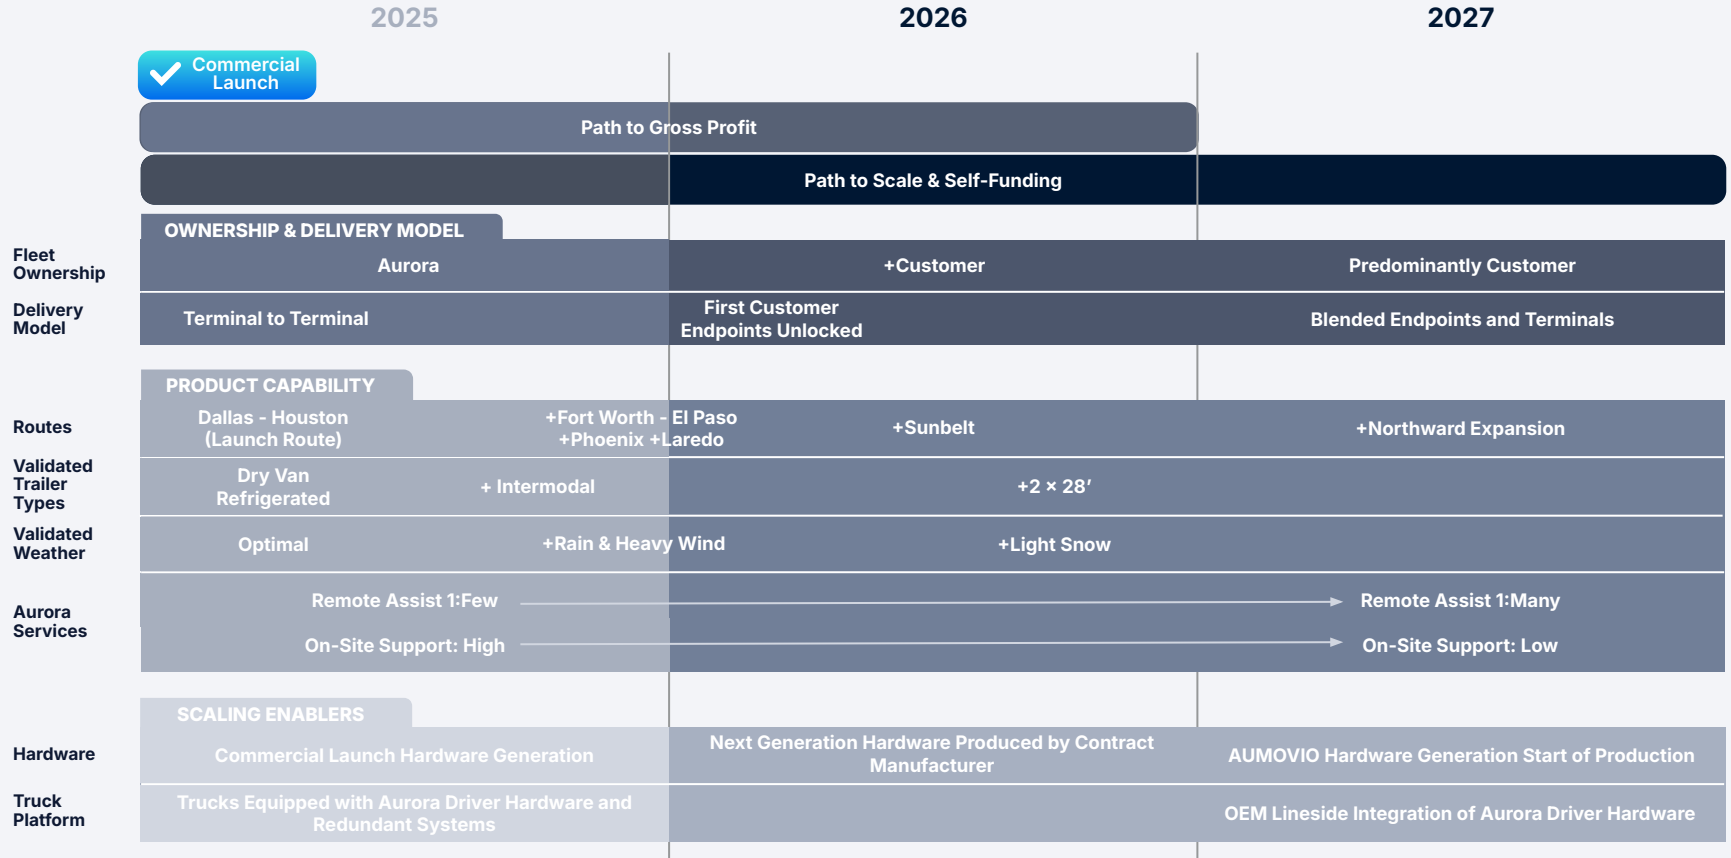 2025
2026
2027
Commercial
Launch
Path to Gross Profit
Path to Scale & Self-Funding
OWNERSHIP & DELIVERY MODEL
Fleet
Ownership
Aurora
+Customer
Predominantly Customer
Delivery
Model
Terminal to Terminal
First Customer
Endpoints Unlocked
Blended Endpoints and Terminals
PRODUCT CAPABILITY
Routes
Dallas - Houston
(Launch Route)
+Fort Worth - El Paso
+Phoenix +Laredo
+Sunbelt
+Northward Expansion
Validated
Trailer
Types
Dry Van
Refrigerated
+ Intermodal
+2 × 28’
Validated
Weather
Optimal
+Rain & Heavy Wind
+Light Snow
Aurora
Services
Remote Assist 1:Few
Remote Assist 1:Many
On-Site Support: High
On-Site Support: Low
SCALING ENABLERS
Hardware
Commercial Launch Hardware Generation
Next Generation Hardware Produced by Contract
Manufacturer
AUMOVIO Hardware Generation Start of Production
Truck
Platform
Trucks Equipped with Aurora Driver Hardware and
Redundant Systems
OEM Lineside Integration of Aurora Driver Hardware